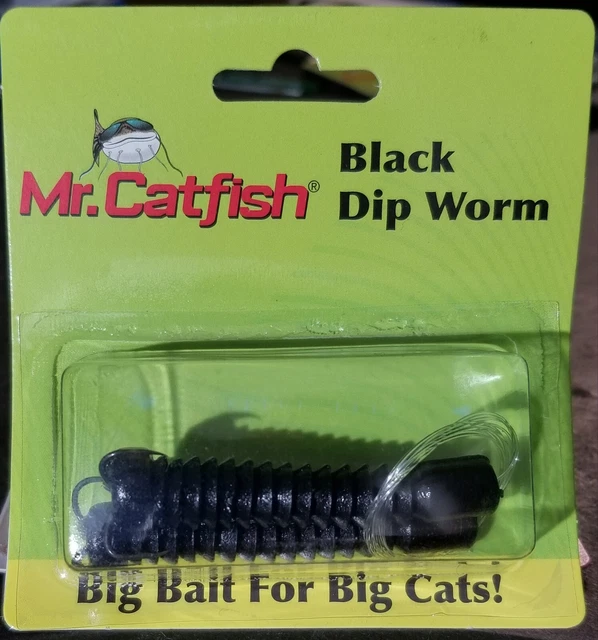 Black
Mr. Catfish®
Dip Worm
Big Bait For Big Cats!